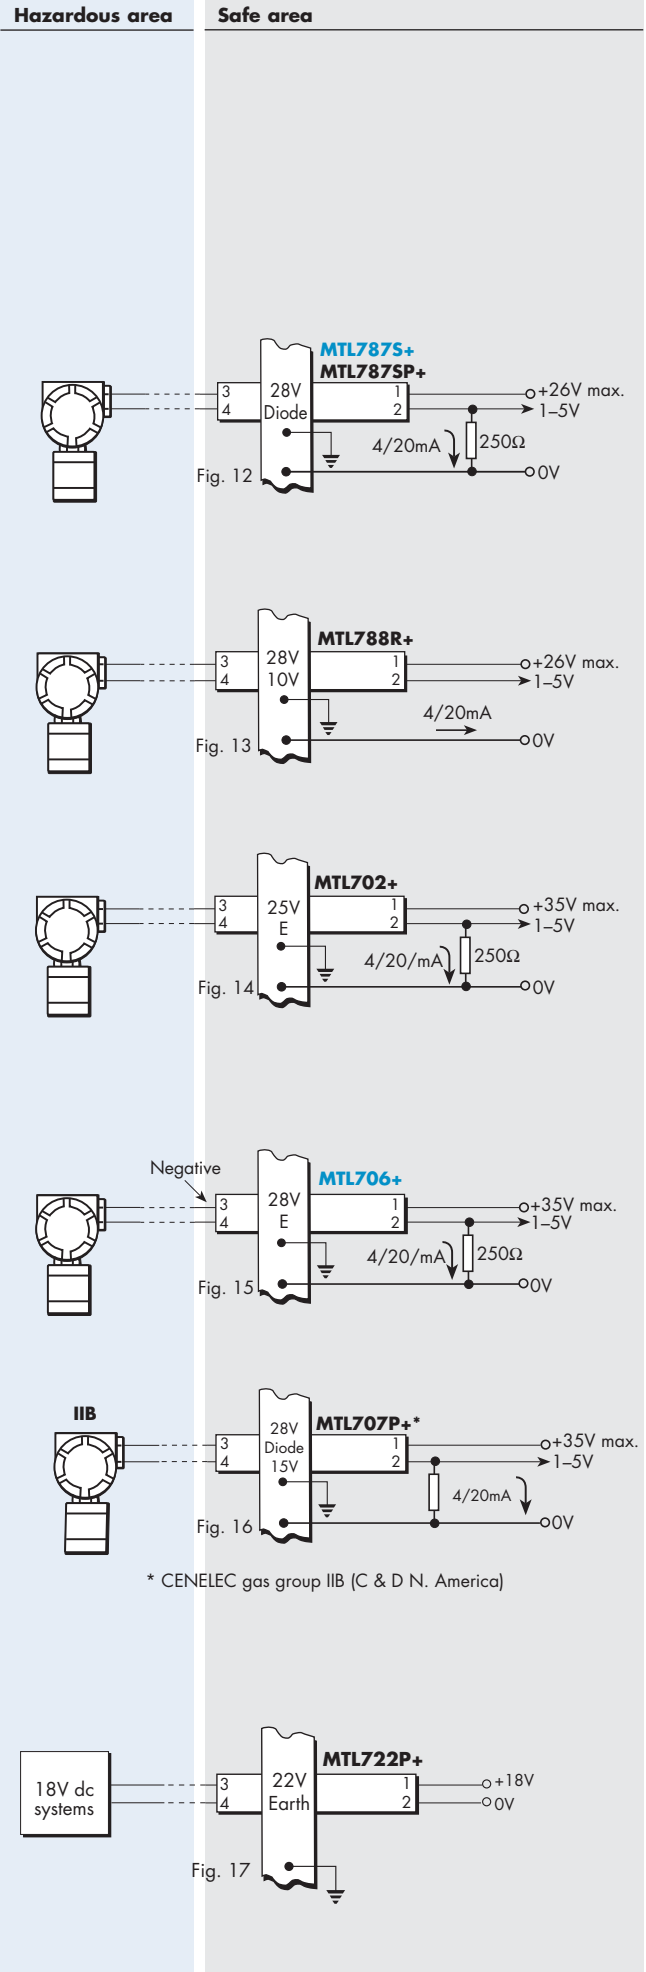 Hazardous area
Safe area
MTL787S+
MTL787SP+
3
4
28V
Diode
1
2
+26V max.
1–5V
4/20mA
250Ω
Fig. 12
0V
MTL788R+
3
4
28V
10V
1
2
+26V max.
1–5V
4/20mA
Fig. 13
0V
MTL702+
3
4
25V
E
1
2
+35V max.
1–5V
4/20/mA
250Ω
Fig. 14
0V
Negative
MTL706+
3
4
28V
E
1
2
+35V max.
1–5V
4/20/mA
250Ω
Fig. 15
0V
IIB
MTL707P+*
3
4
28V
Diode
15V
1
2
+35V max.
1–5V
4/20mA
Fig. 16
0V
* CENELEC gas group IIB (C & D N. America)
MTL722P+
18V dc
systems
3
4
22V
Earth
1
2
+18V
0V
Fig. 17